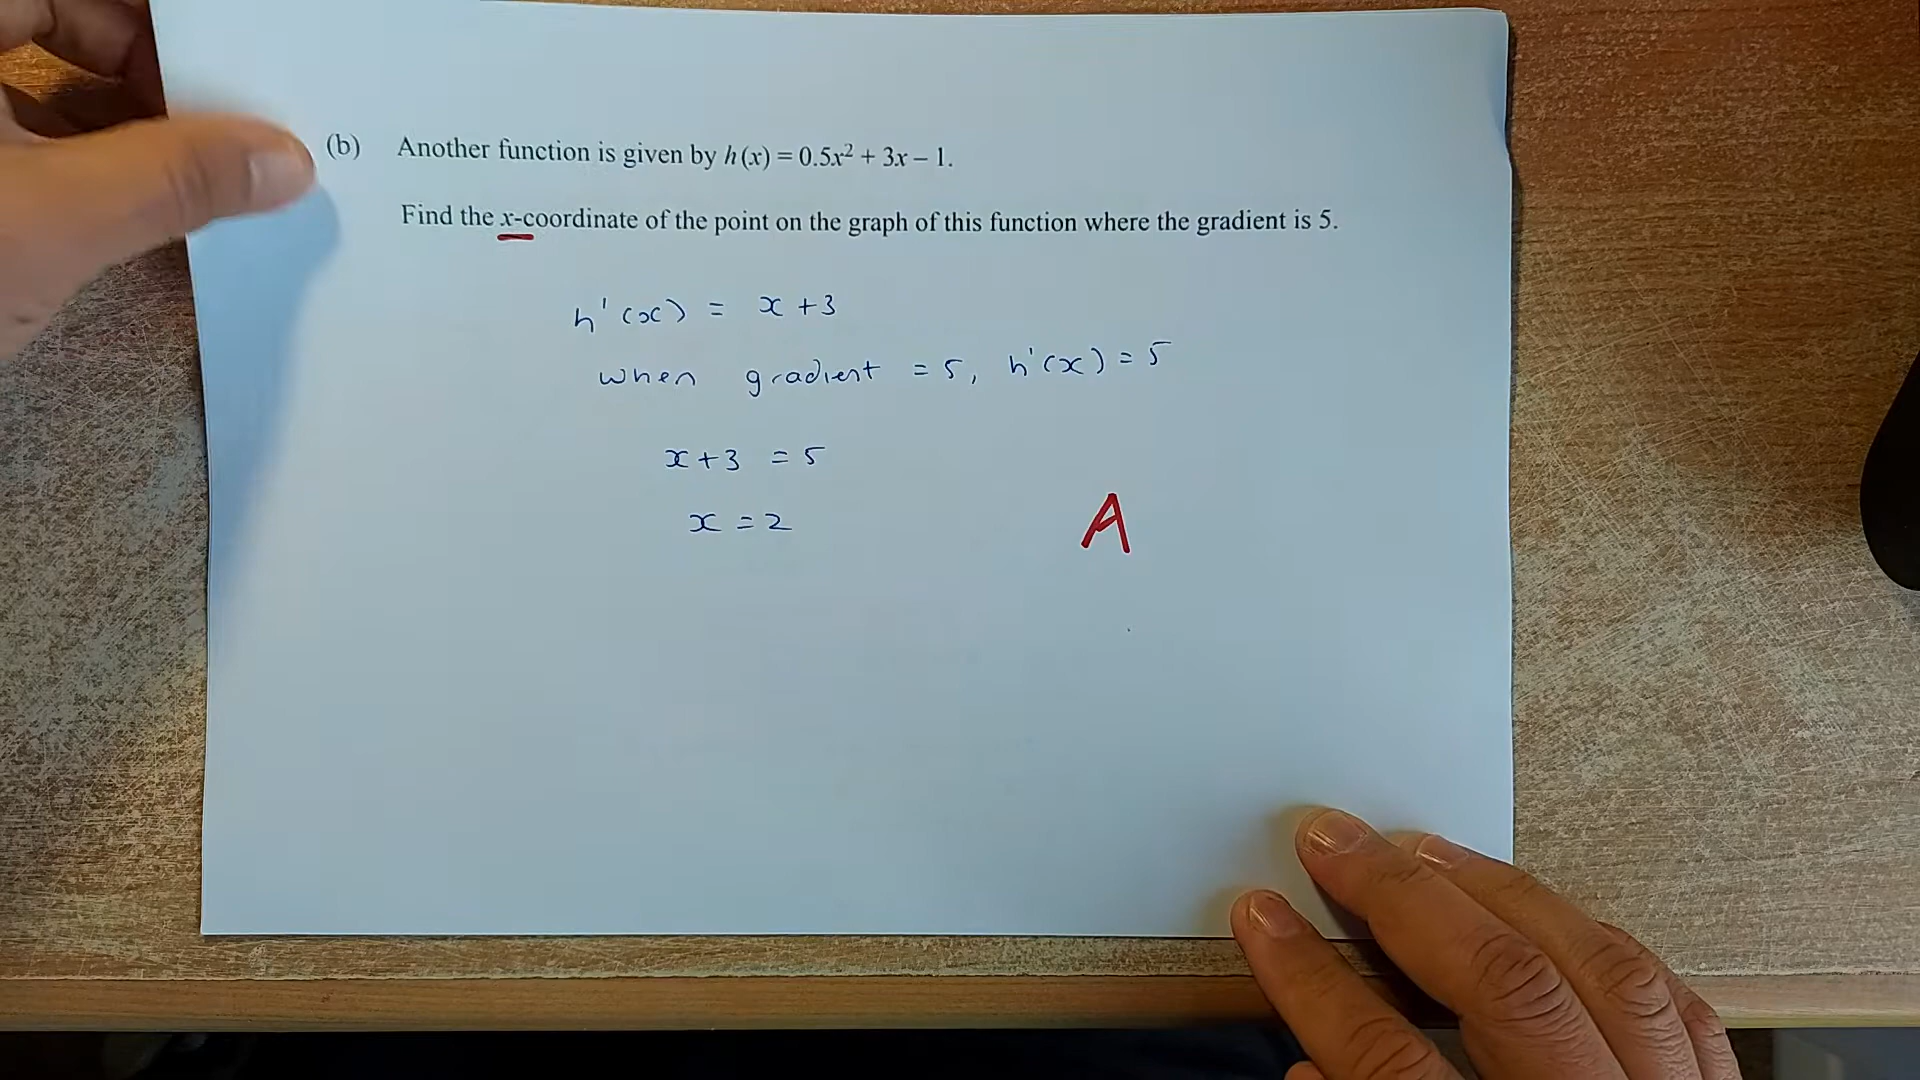 (b) Another function is given by h(x) = 0.5x² + 3x – 1.
Find the x-coordinate of the point on the graph of this function where the gradient is 5.
h'(x) = x + 3
when gradient = 5, h'(x) = 5
x + 3 = 5
x = 2
A